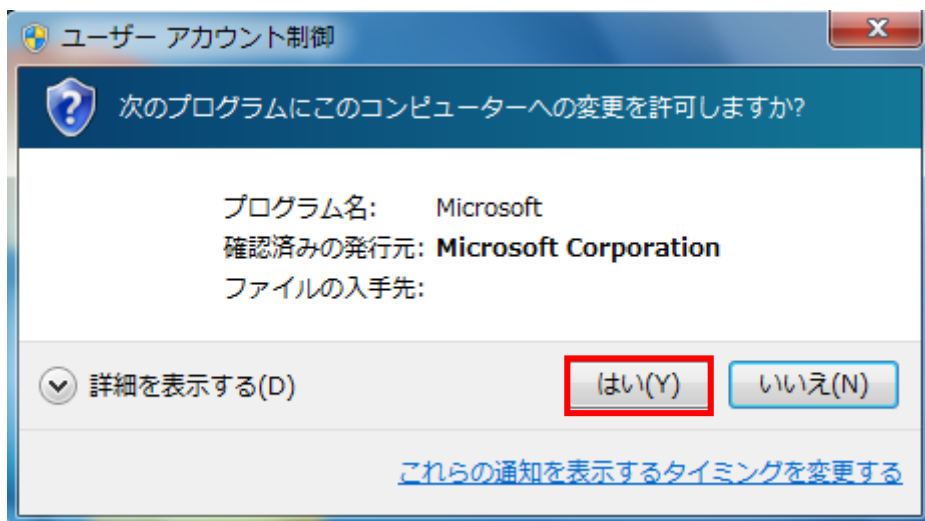 ユーザー アカウント制御
次のプログラムにこのコンピューターへの変更を許可しますか?
プログラム名: Microsoft
確認済みの発行元: Microsoft Corporation
ファイルの入手先:
詳細を表示する(D) はい(Y) いいえ(N)
これらの通知を表示するタイミングを変更する